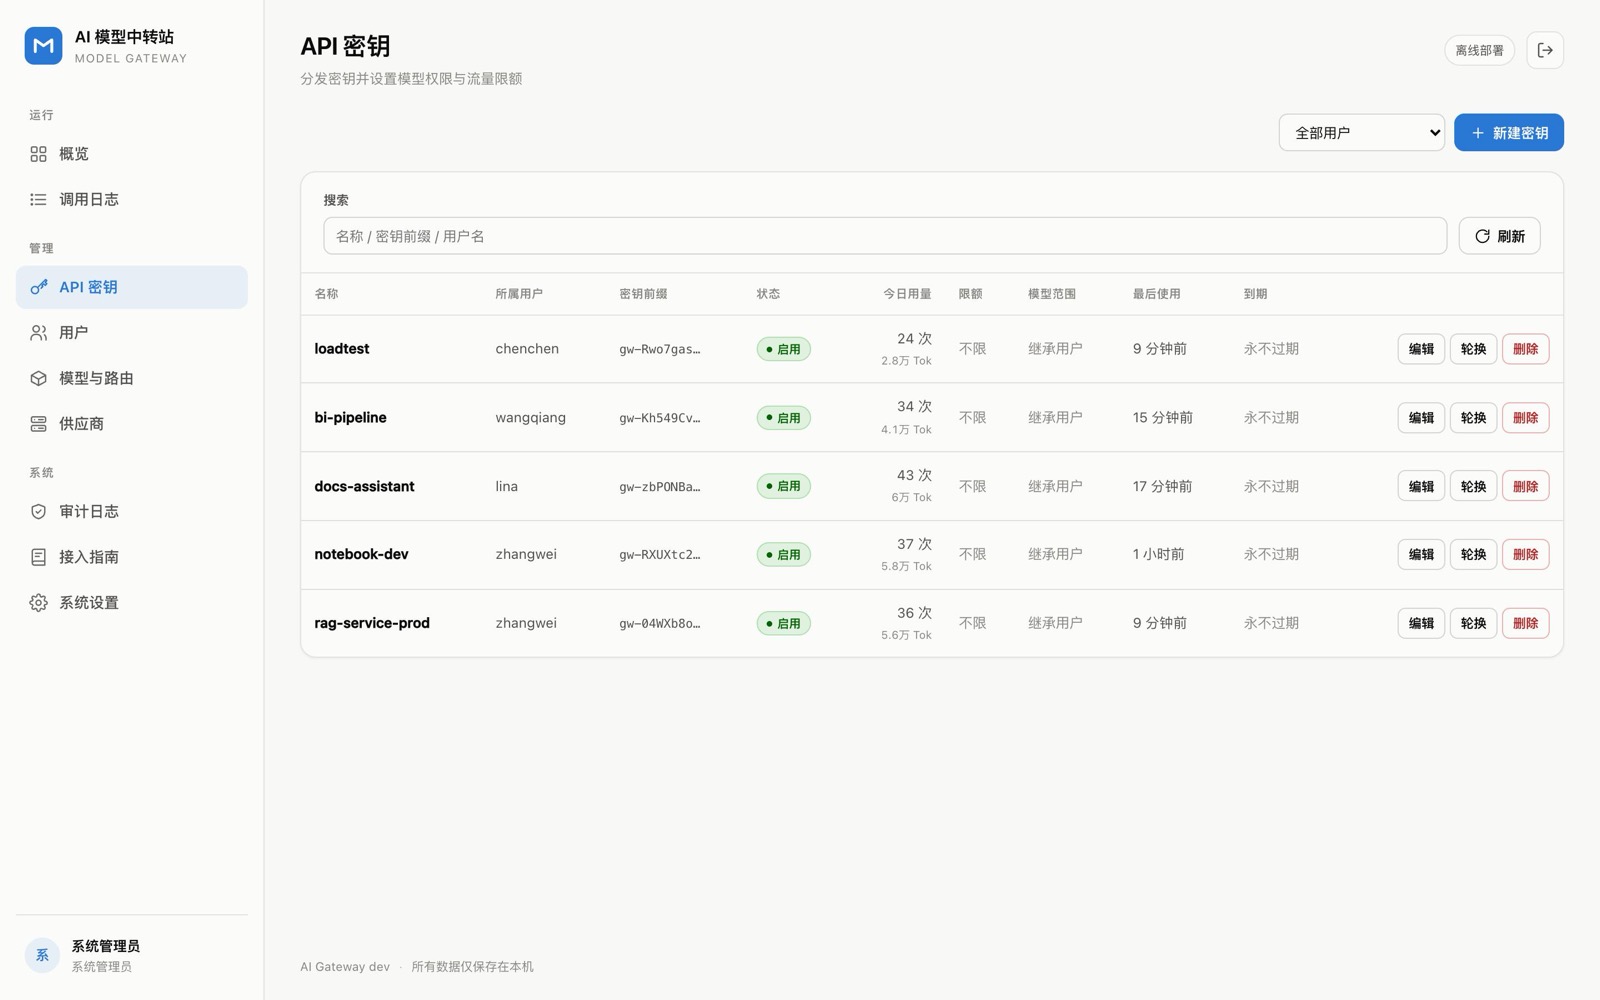 AI 模型中转站
MODEL GATEWAY
运行
概览
调用日志
管理
API 密钥
用户
模型与路由
供应商
系统
审计日志
接入指南
系统设置
系
系统管理员
系统管理员
API 密钥
分发密钥并设置模型权限与流量限额
离线部署
全部用户
新建密钥
搜索
名称 / 密钥前缀 / 用户名
刷新
名称 所属用户 密钥前缀 状态 今日用量 限额 模型范围 最后使用 到期
loadtest chenchen gw-Rwo7gas… 启用 24 次 不限 继承用户 9 分钟前 永不过期 编辑 轮换 删除
2.8万 Tok
bi-pipeline wangqiang gw-Kh549Cv… 启用 34 次 不限 继承用户 15 分钟前 永不过期 编辑 轮换 删除
4.1万 Tok
docs-assistant lina gw-zbPONBa… 启用 43 次 不限 继承用户 17 分钟前 永不过期 编辑 轮换 删除
6万 Tok
notebook-dev zhangwei gw-RXUXtc2… 启用 37 次 不限 继承用户 1 小时前 永不过期 编辑 轮换 删除
5.8万 Tok
rag-service-prod zhangwei gw-04WXb8o… 启用 36 次 不限 继承用户 9 分钟前 永不过期 编辑 轮换 删除
5.6万 Tok
AI Gateway dev · 所有数据仅保存在本机